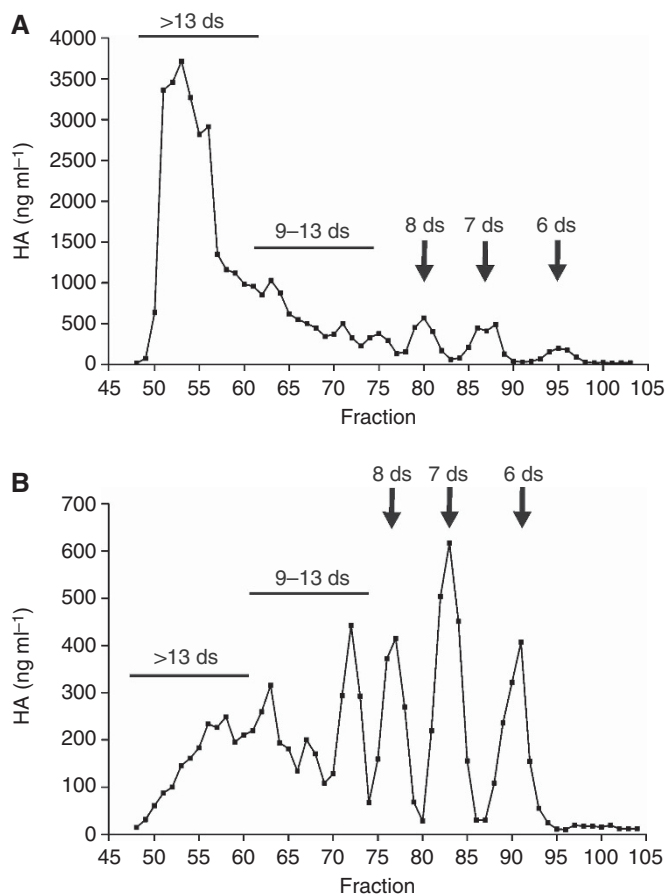 A
>13 ds
4000
3500
3000
2500
2000
1500
1000
500
0
HA (ng ml⁻¹)
9–13 ds
8 ds 7 ds 6 ds
45 50 55 60 65 70 75 80 85 90 95 100 105
Fraction
B
8 ds 7 ds 6 ds
700
600
500
400
300
200
100
0
HA (ng ml⁻¹)
9–13 ds
>13 ds
45 50 55 60 65 70 75 80 85 90 95 100 105
Fraction